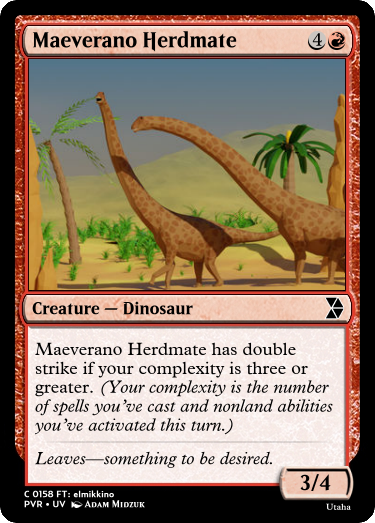 Maeverano Herdmate 4
Creature — Dinosaur
Maeverano Herdmate has double
strike if your complexity is three or
greater. (Your complexity is the number
of spells you've cast and nonland abilities
you've activated this turn.)
Leaves—something to be desired.
3/4
C 0158 FT: elmikkino
PVR • UV Adam Midzuk
Utaha